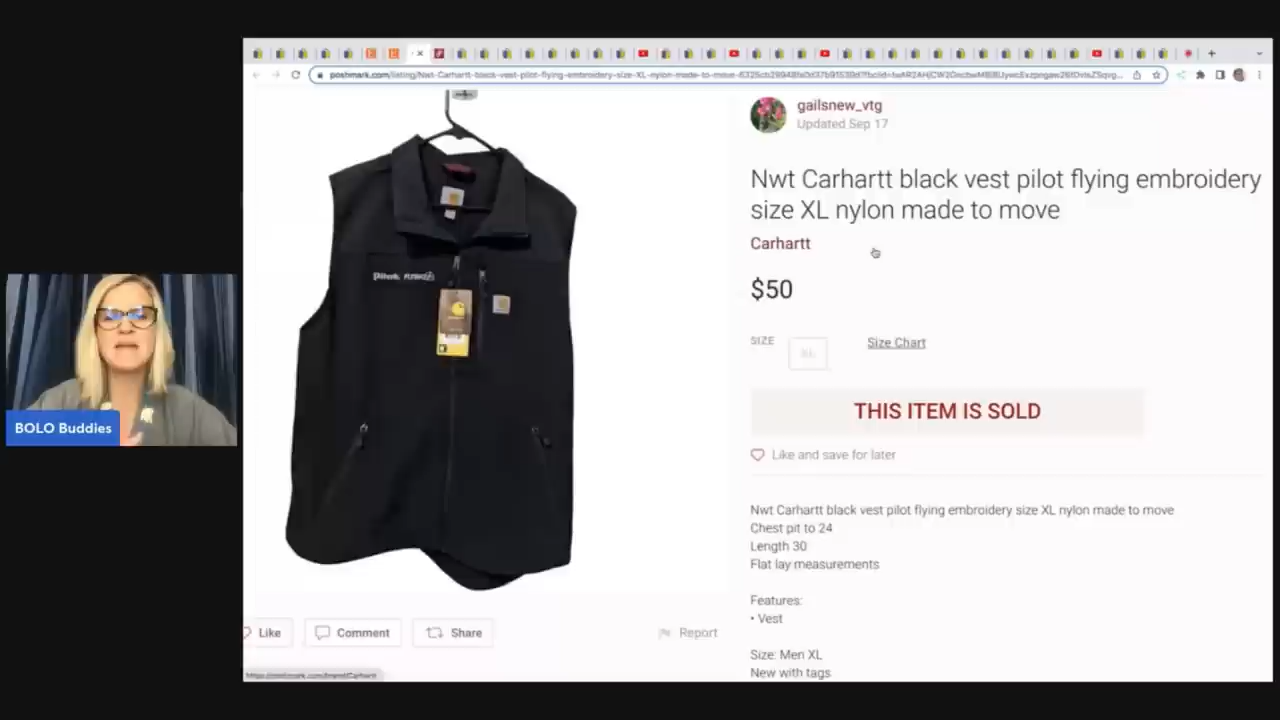 gailsnew_vtg
Updated Sep 17
Nwt Carhartt black vest pilot flying embroidery
size XL nylon made to move
Carhartt
$50
SIZE
XL
Size Chart
THIS ITEM IS SOLD
Like and save for later
Nwt Carhartt black vest pilot flying embroidery size XL nylon made to move
Chest pit to 24
Length 30
Flat lay measurements
Features:
• Vest
Size: Men XL
New with tags
Like
Comment
Share
Report
BOLO Buddies